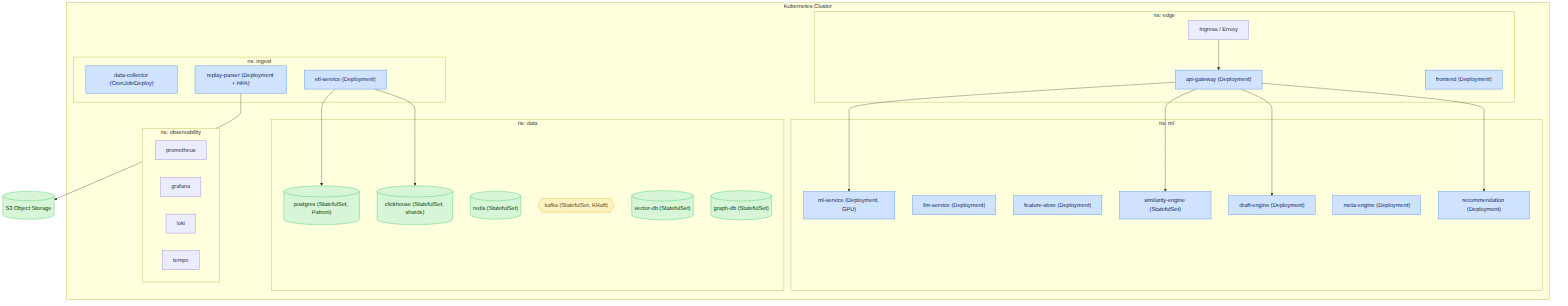 Kubernetes Cluster
ns: edge
Ingress / Envoy
ns: ingest
data-collector
(CronJob/Deploy)
replay-parser (Deployment
+ HPA)
etl-service (Deployment)
api-gateway (Deployment)
frontend (Deployment)
ns: observability
prometheus
grafana
loki
tempo
S3 Object Storage
ns: data
postgres (StatefulSet,
Patroni)
clickhouse (StatefulSet,
shards)
redis (StatefulSet)
kafka (StatefulSet, KRaft)
vector-db (StatefulSet)
graph-db (StatefulSet)
ns: ml
ml-service (Deployment,
GPU)
llm-service (Deployment)
feature-store (Deployment)
similarity-engine
(StatefulSet)
draft-engine (Deployment)
meta-engine (Deployment)
recommendation
(Deployment)